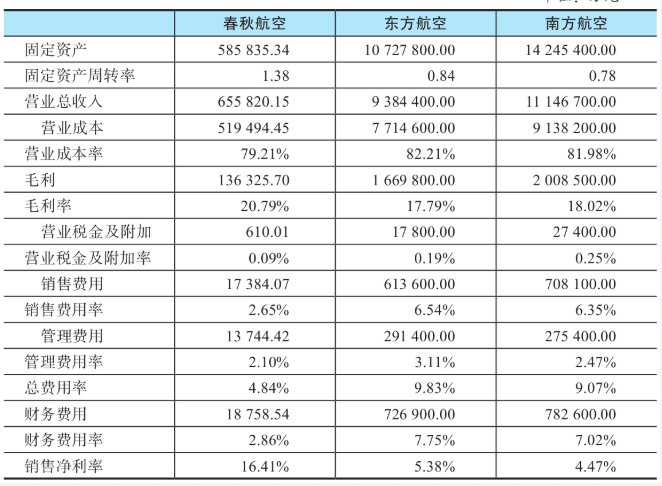 春秋航空 东方航空 南方航空
固定资产 585 835.34 10 727 800.00 14 245 400.00
固定资产周转率 1.38 0.84 0.78
营业总收入 655 820.15 9 384 400.00 11 146 700.00
营业成本 519 494.45 7 714 600.00 9 138 200.00
营业成本率 79.21% 82.21% 81.98%
毛利 136 325.70 1 669 800.00 2 008 500.00
毛利率 20.79% 17.79% 18.02%
营业税金及附加 610.01 17 800.00 27 400.00
营业税金及附加率 0.09% 0.19% 0.25%
销售费用 17 384.07 613 600.00 708 100.00
销售费用率 2.65% 6.54% 6.35%
管理费用 13 744.42 291 400.00 275 400.00
管理费用率 2.10% 3.11% 2.47%
总费用率 4.84% 9.83% 9.07%
财务费用 18 758.54 726 900.00 782 600.00
财务费用率 2.86% 7.75% 7.02%
销售净利率 16.41% 5.38% 4.47%